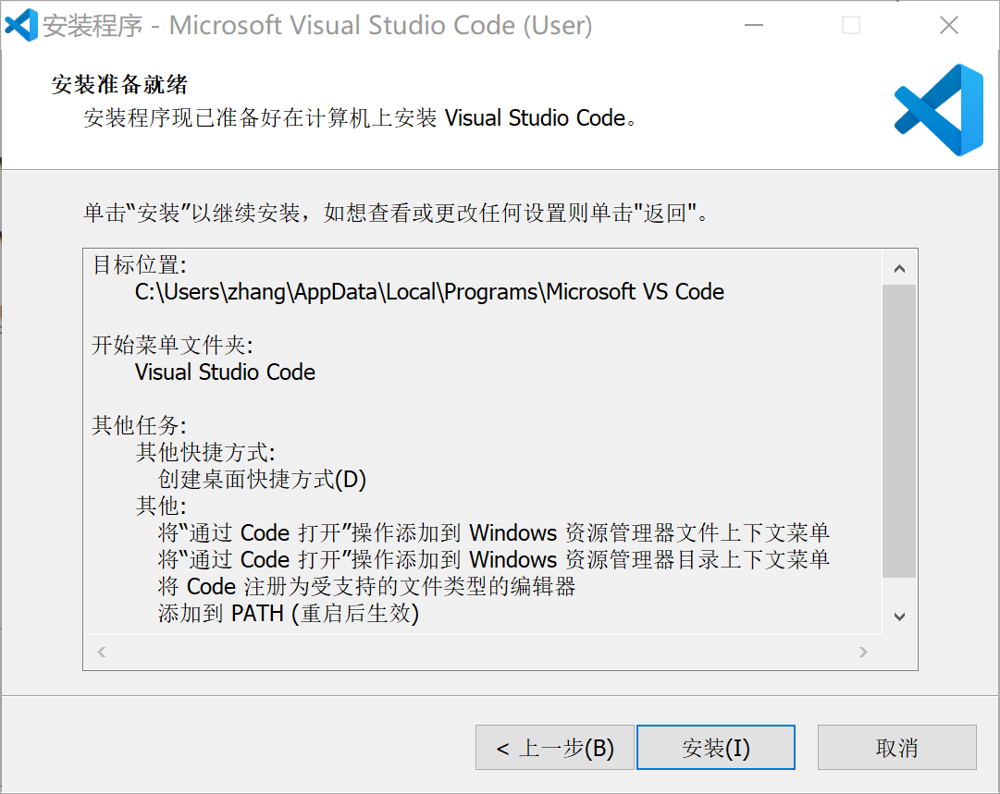 安装程序 - Microsoft Visual Studio Code (User)
安装准备就绪
安装程序现已准备好在计算机上安装 Visual Studio Code。
单击“安装”以继续安装，如想查看或更改任何设置则单击"返回"。
目标位置:
C:\Users\zhang\AppData\Local\Programs\Microsoft VS Code
开始菜单文件夹:
Visual Studio Code
其他任务:
其他快捷方式:
创建桌面快捷方式(D)
其他:
将“通过 Code 打开”操作添加到 Windows 资源管理器文件上下文菜单
将“通过 Code 打开”操作添加到 Windows 资源管理器目录上下文菜单
将 Code 注册为受支持的文件类型的编辑器
添加到 PATH (重启后生效)
< 上一步(B)
安装(I)
取消